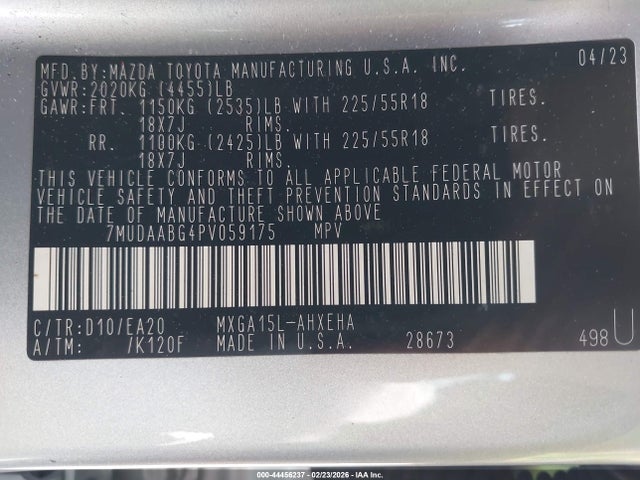 MFD.BY:MAZDA TOYOTA MANUFACTURING U.S.A. INC. 04/23
GVWR:2020KG (4455)LB
GAWR:FRT. 1150KG (2535)LB WITH 225/55R18 TIRES.
18X7J RIMS.
RR. 1100KG (2425)LB WITH 225/55R18 TIRES.
18X7J RIMS.
THIS VEHICLE CONFORMS TO ALL APPLICABLE FEDERAL MOTOR
VEHICLE SAFETY AND THEFT PREVENTION STANDARDS IN EFFECT ON
THE DATE OF MANUFACTURE SHOWN ABOVE
7MUDAABG4PV059175 MPV
C/TR:D10/EA20 MXGA15L-AHXEHA
A/TM: /K120F MADE IN U.S.A. 28673 498U
000-44456237 - 02/23/2026 - IAA Inc.